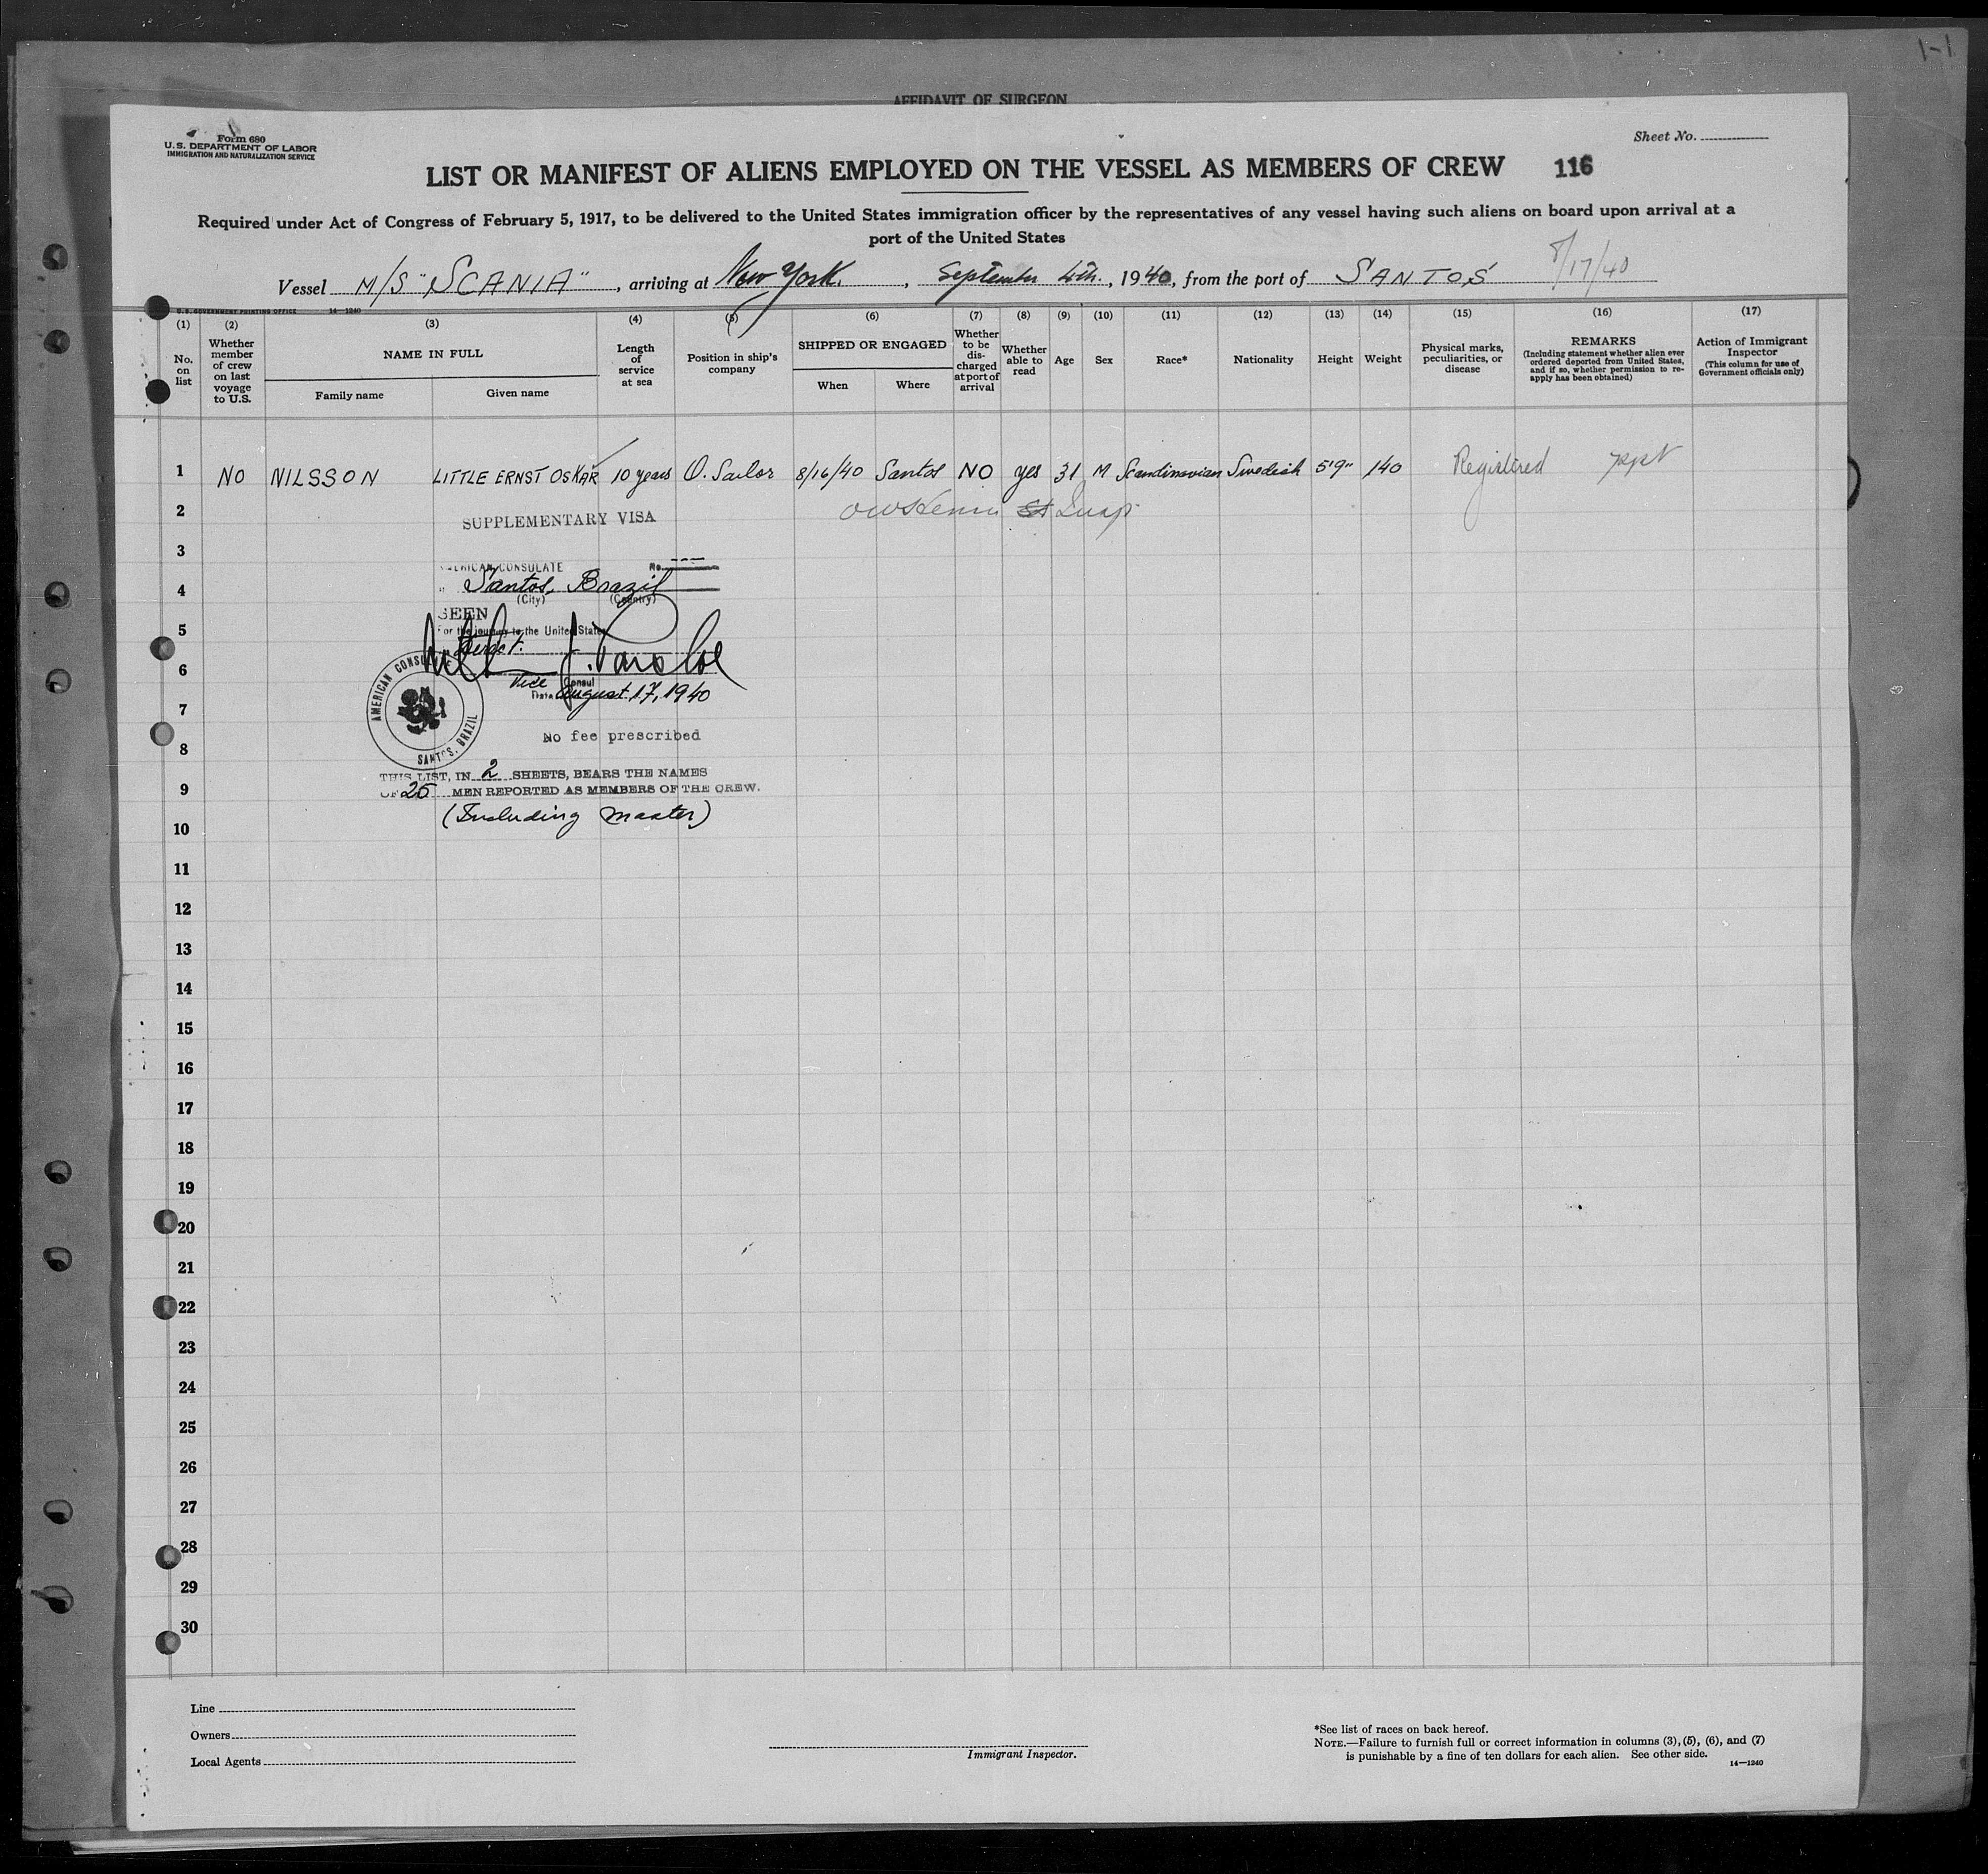 1-1
AFFIDAVIT OF SURGEON
Form 680
U.S. DEPARTMENT OF LABOR
IMMIGRATION AND NATURALIZATION SERVICE
Sheet No.
LIST OR MANIFEST OF ALIENS EMPLOYED ON THE VESSEL AS MEMBERS OF CREW 116
Required under Act of Congress of February 5, 1917, to be delivered to the United States immigration officer by the representatives of any vessel having such aliens on board upon arrival at a
port of the United States
8/17/40
Vessel M/S "SCANIA", arriving at New York, September 4th., 1940, from the port of SANTOS
U.S. GOVERNMENT PRINTING OFFICE 14—1240
(1) No. on list
(2) Whether member of crew on last voyage to U.S.
(3) NAME IN FULL
Family name
Given name
(4) Length of service at sea
(5) Position in ship's company
(6) SHIPPED OR ENGAGED
When
Where
(7) Whether to be discharged at port of arrival
(8) Whether able to read
(9) Age
(10) Sex
(11) Race*
(12) Nationality
(13) Height
(14) Weight
(15) Physical marks, peculiarities, or disease
(16) REMARKS
(Including statement whether alien ever ordered deported from United States, and if so, whether permission to re-apply has been obtained)
(17) Action of Immigrant Inspector
(This column for use of Government officials only)
1 NO NILSSON LITTLE ERNST OSKAR 10 years O. Sailor 8/16/40 Santos NO yes 31 M Scandinavian Swedish 5'9" 140 Registered ppt
2
SUPPLEMENTARY VISA
3
AMERICAN CONSULATE No.
4
Santos, Brazil
(City) (Country)
SEEN
5
For the journey to the United States
direct.
6
Vice Consul
Date August 17, 1940
AMERICAN CONSULATE
SANTOS, BRAZIL
7
No fee prescribed
8
THIS LIST, IN 2 SHEETS, BEARS THE NAMES
9
OF 25 MEN REPORTED AS MEMBERS OF THE CREW.
(Including master)
10
11
12
13
14
15
16
17
18
19
20
21
22
23
24
25
26
27
28
29
30
Line
Owners
Local Agents
Immigrant Inspector.
*See list of races on back hereof.
NOTE.—Failure to furnish full or correct information in columns (3), (5), (6), and (7)
is punishable by a fine of ten dollars for each alien. See other side.
14—1240